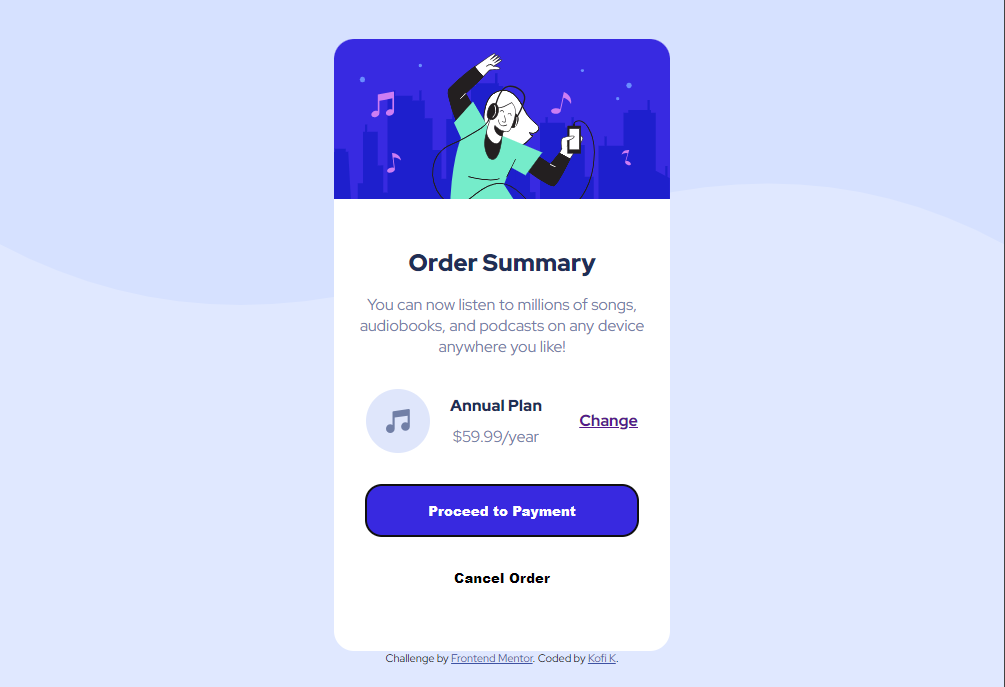 Order Summary
You can now listen to millions of songs,
audiobooks, and podcasts on any device
anywhere you like!
Annual Plan
$59.99/year
Change
Proceed to Payment
Cancel Order
Challenge by Frontend Mentor. Coded by Kofi K.